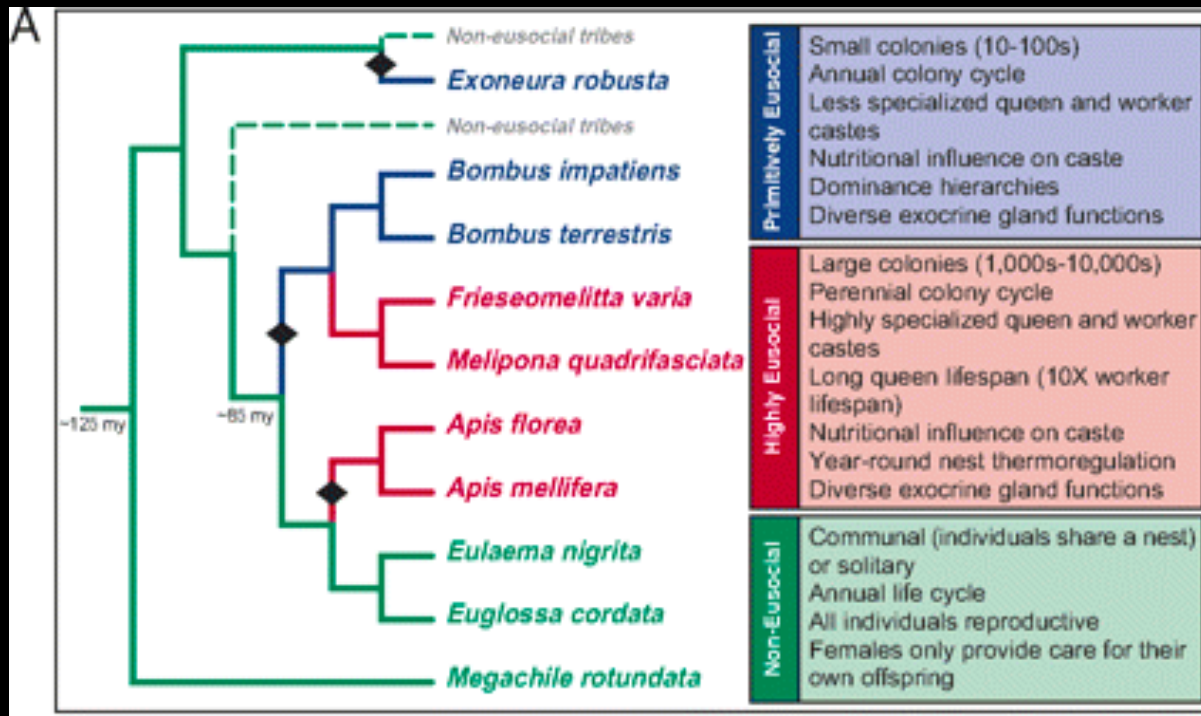 A
Non-eusocial tribes
Exoneura robusta
Non-eusocial tribes
Bombus impatiens
Bombus terrestris
Frieseomelitta varia
Melipona quadrifasciata
Apis florea
Apis mellifera
Eulaema nigrita
Euglossa cordata
Megachile rotundata
~125 my
~85 my
Primitively Eusocial
Small colonies (10-100s)
Annual colony cycle
Less specialized queen and worker
castes
Nutritional influence on caste
Dominance hierarchies
Diverse exocrine gland functions
Highly Eusocial
Large colonies (1,000s-10,000s)
Perennial colony cycle
Highly specialized queen and worker
castes
Long queen lifespan (10X worker
lifespan)
Nutritional influence on caste
Year-round nest thermoregulation
Diverse exocrine gland functions
Non-Eusocial
Communal (individuals share a nest)
or solitary
Annual life cycle
All individuals reproductive
Females only provide care for their
own offspring